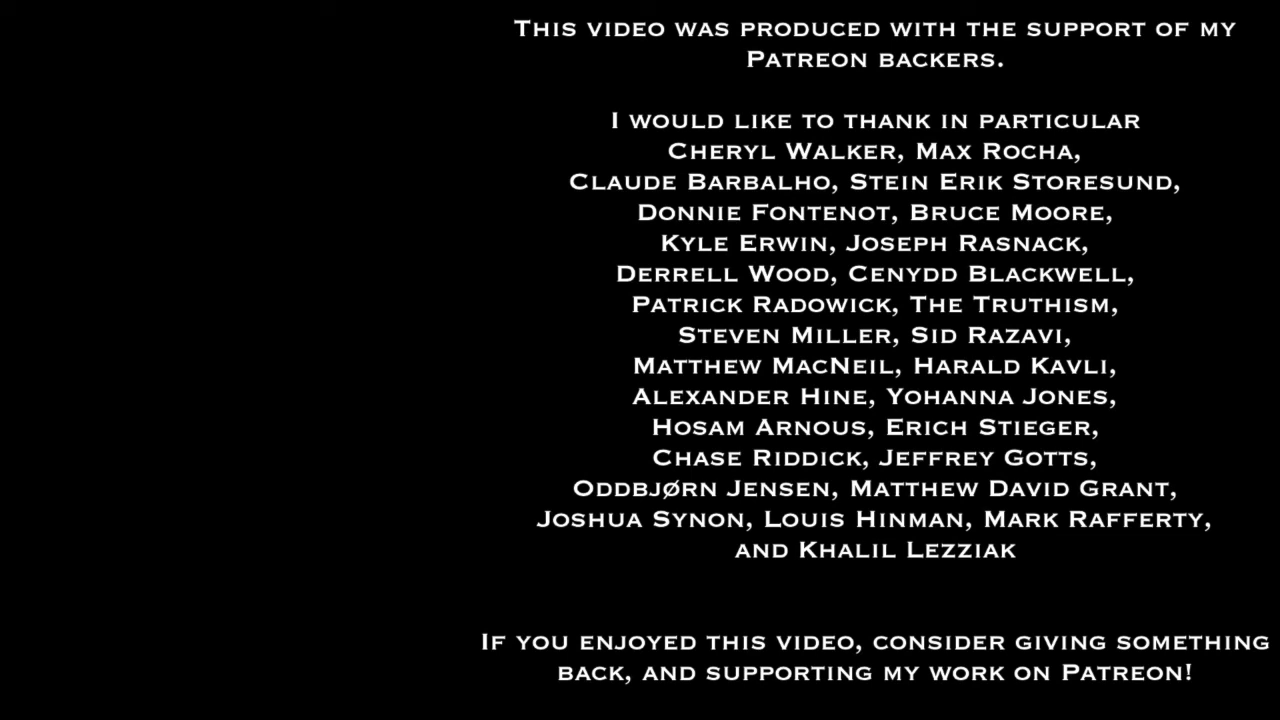 This video was produced with the support of my
Patreon backers.
I would like to thank in particular
Cheryl Walker, Max Rocha,
Claude Barbalho, Stein Erik Storesund,
Donnie Fontenot, Bruce Moore,
Kyle Erwin, Joseph Rasnack,
Derrell Wood, Cenydd Blackwell,
Patrick Radowick, The Truthism,
Steven Miller, Sid Razavi,
Matthew MacNeil, Harald Kavli,
Alexander Hine, Yohanna Jones,
Hosam Arnous, Erich Stieger,
Chase Riddick, Jeffrey Gotts,
Oddbjørn Jensen, Matthew David Grant,
Joshua Synon, Louis Hinman, Mark Rafferty,
and Khalil Lezziak
If you enjoyed this video, consider giving something
back, and supporting my work on Patreon!